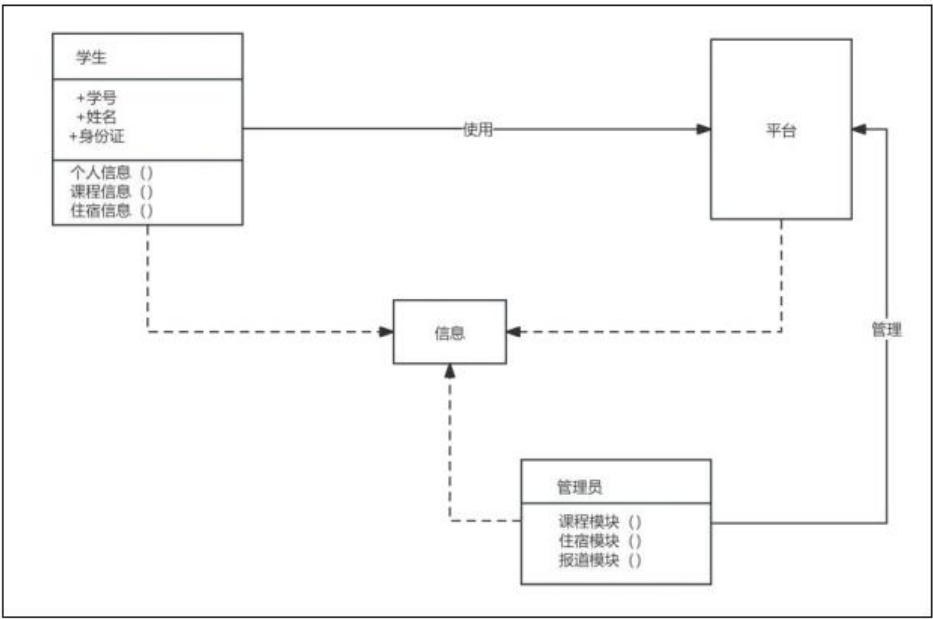 学生
+学号
+姓名
+身份证
个人信息（）
课程信息（）
住宿信息（）
使用
平台
信息
管理
管理员
课程模块（）
住宿模块（）
报道模块（）